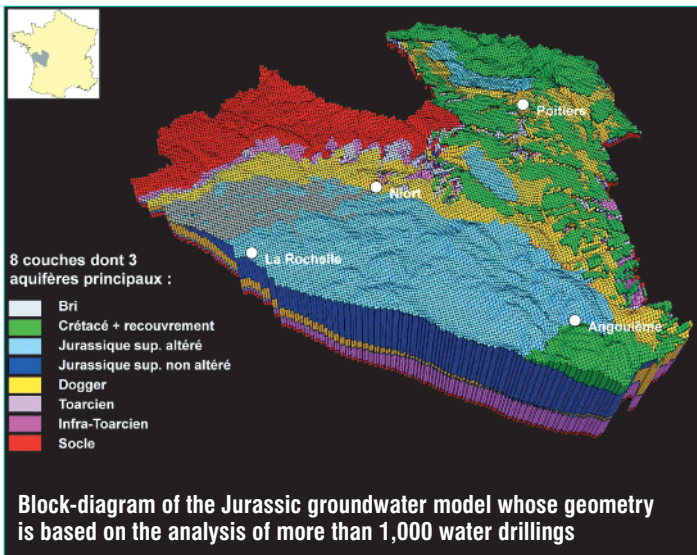 Poitiers
Niort
La Rochelle
Angoulême
8 couches dont 3
aquifères principaux :
Bri
Crétacé + recouvrement
Jurassique sup. altéré
Jurassique sup. non altéré
Dogger
Toarcien
Infra-Toarcien
Socle
Block-diagram of the Jurassic groundwater model whose geometry
is based on the analysis of more than 1,000 water drillings